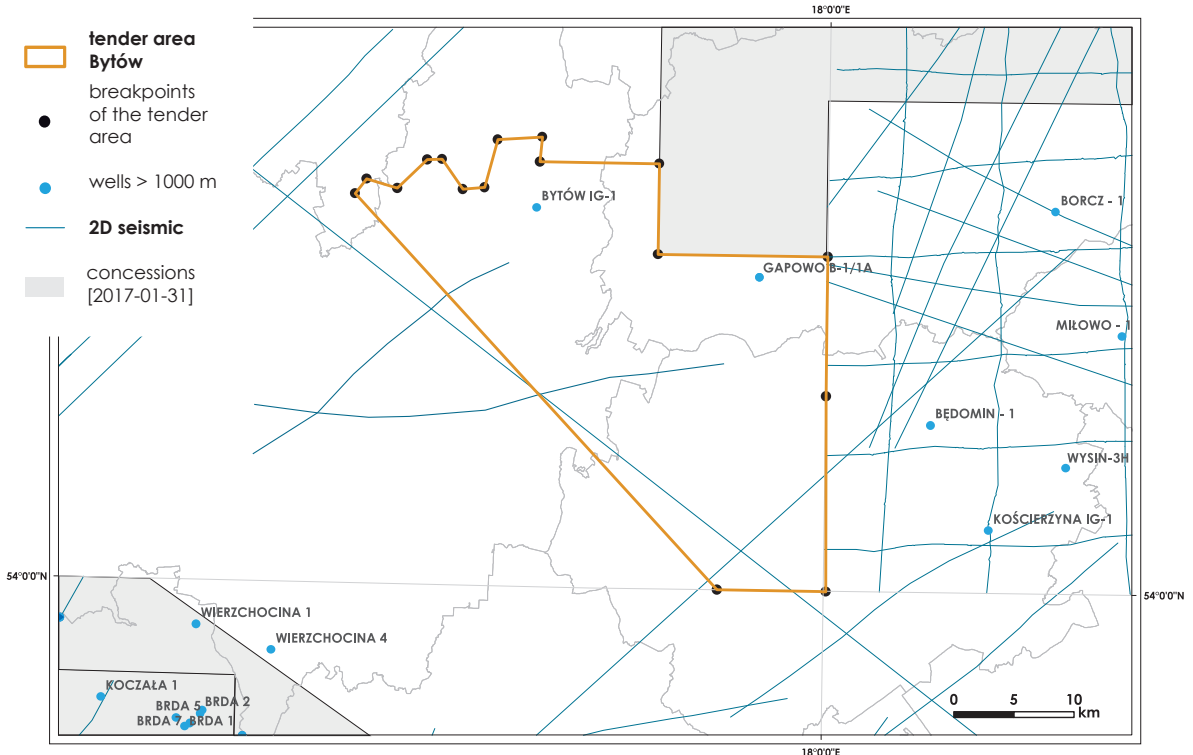 18°0'0"E
tender area
Bytów
breakpoints
of the tender
area
wells > 1000 m
2D seismic
concessions
[2017-01-31]
BYTÓW IG-1
BORCZ - 1
GAPOWO B-1/1A
MIŁOWO - 1
BĘDOMIN - 1
WYSIN-3H
KOŚCIERZYNA IG-1
54°0'0"N
54°0'0"N
WIERZCHOCINA 1
WIERZCHOCINA 4
KOCZAŁA 1
BRDA 5
BRDA 2
BRDA 7
BRDA 1
0 5 10
km
18°0'0"E